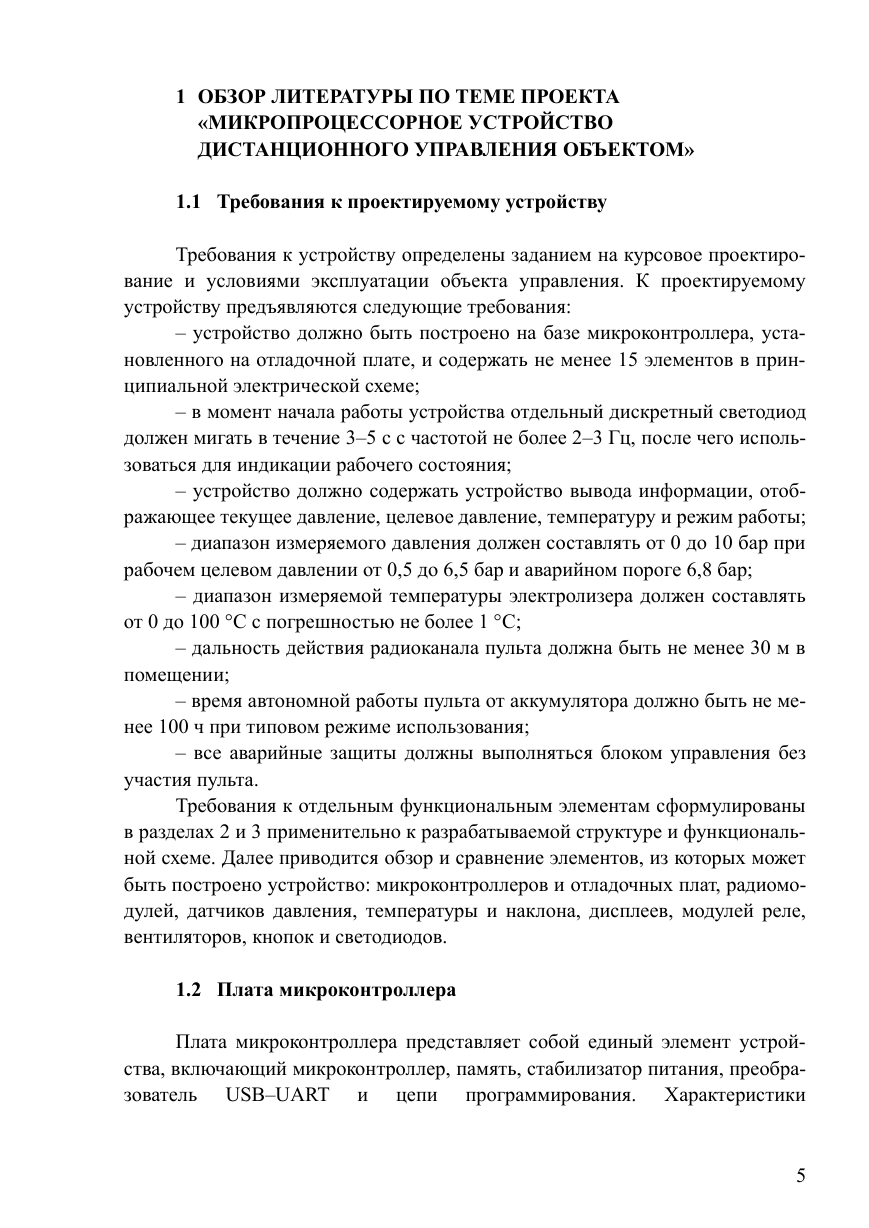 1 ОБЗОР ЛИТЕРАТУРЫ ПО ТЕМЕ ПРОЕКТА
«МИКРОПРОЦЕССОРНОЕ УСТРОЙСТВО
ДИСТАНЦИОННОГО УПРАВЛЕНИЯ ОБЪЕКТОМ»
1.1 Требования к проектируемому устройству
Требования к устройству определены заданием на курсовое проектиро-
вание и условиями эксплуатации объекта управления. К проектируемому
устройству предъявляются следующие требования:
– устройство должно быть построено на базе микроконтроллера, уста-
новленного на отладочной плате, и содержать не менее 15 элементов в прин-
ципиальной электрической схеме;
– в момент начала работы устройства отдельный дискретный светодиод
должен мигать в течение 3–5 с с частотой не более 2–3 Гц, после чего исполь-
зоваться для индикации рабочего состояния;
– устройство должно содержать устройство вывода информации, отоб-
ражающее текущее давление, целевое давление, температуру и режим работы;
– диапазон измеряемого давления должен составлять от 0 до 10 бар при
рабочем целевом давлении от 0,5 до 6,5 бар и аварийном пороге 6,8 бар;
– диапазон измеряемой температуры электролизера должен составлять
от 0 до 100 °C с погрешностью не более 1 °C;
– дальность действия радиоканала пульта должна быть не менее 30 м в
помещении;
– время автономной работы пульта от аккумулятора должно быть не ме-
нее 100 ч при типовом режиме использования;
– все аварийные защиты должны выполняться блоком управления без
участия пульта.
Требования к отдельным функциональным элементам сформулированы
в разделах 2 и 3 применительно к разрабатываемой структуре и функциональ-
ной схеме. Далее приводится обзор и сравнение элементов, из которых может
быть построено устройство: микроконтроллеров и отладочных плат, радиомо-
дулей, датчиков давления, температуры и наклона, дисплеев, модулей реле,
вентиляторов, кнопок и светодиодов.
1.2 Плата микроконтроллера
Плата микроконтроллера представляет собой единый элемент устрой-
ства, включающий микроконтроллер, память, стабилизатор питания, преобра-
зователь USB–UART и цепи программирования. Характеристики
5